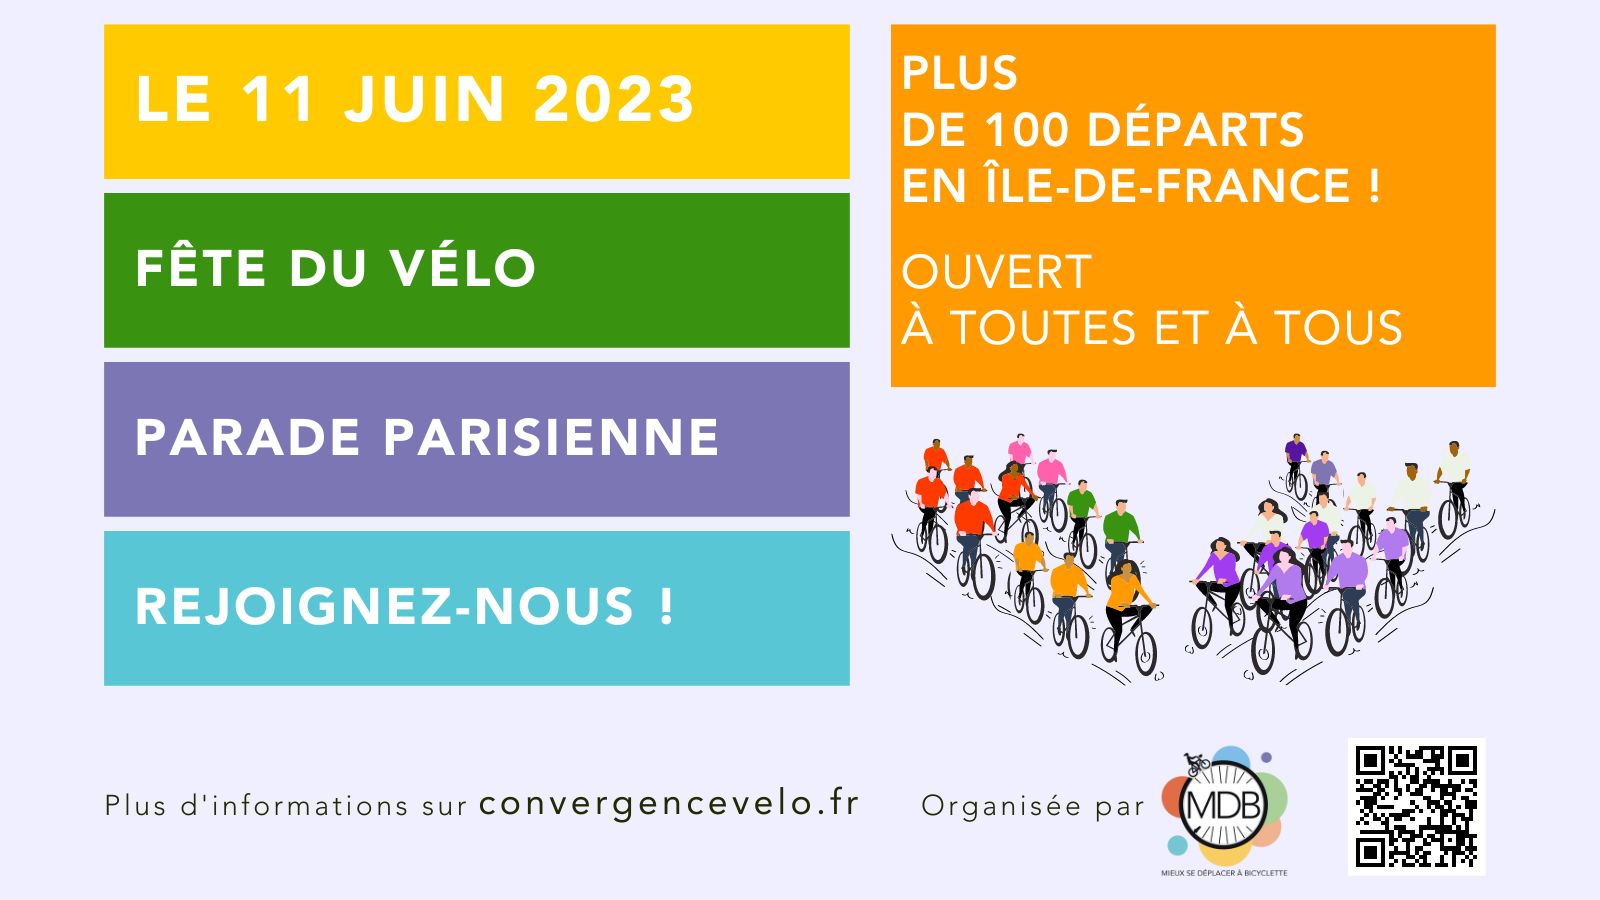 LE 11 JUIN 2023
FÊTE DU VÉLO
PARADE PARISIENNE
REJOIGNEZ-NOUS !
PLUS
DE 100 DÉPARTS
EN ÎLE-DE-FRANCE !
OUVERT
À TOUTES ET À TOUS
Plus d'informations sur convergencevelo.fr
Organisée par
MDB
MIEUX SE DÉPLACER À BICYCLETTE